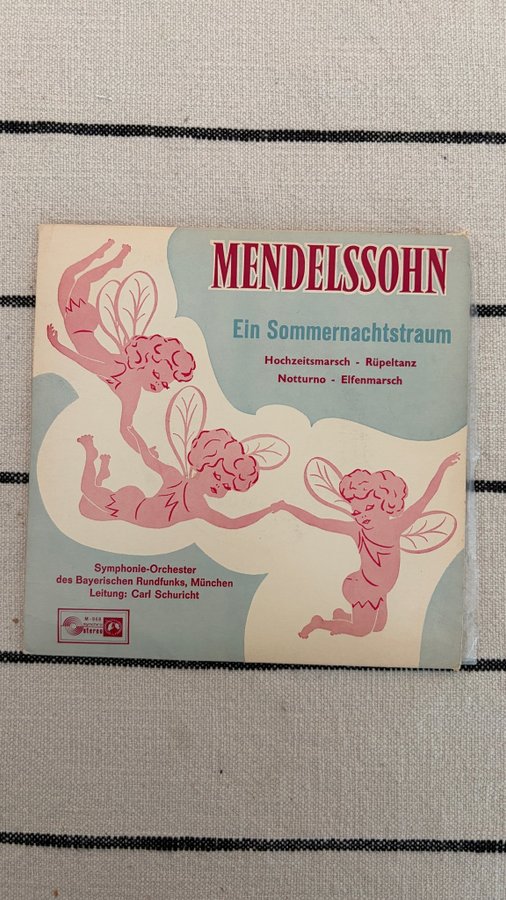 MENDELSSOHN
Ein Sommernachtstraum
Hochzeitsmarsch - Rüpeltanz
Notturno - Elfenmarsch
Symphonie-Orchester
des Bayerischen Rundfunks, München
Leitung: Carl Schuricht
stereo